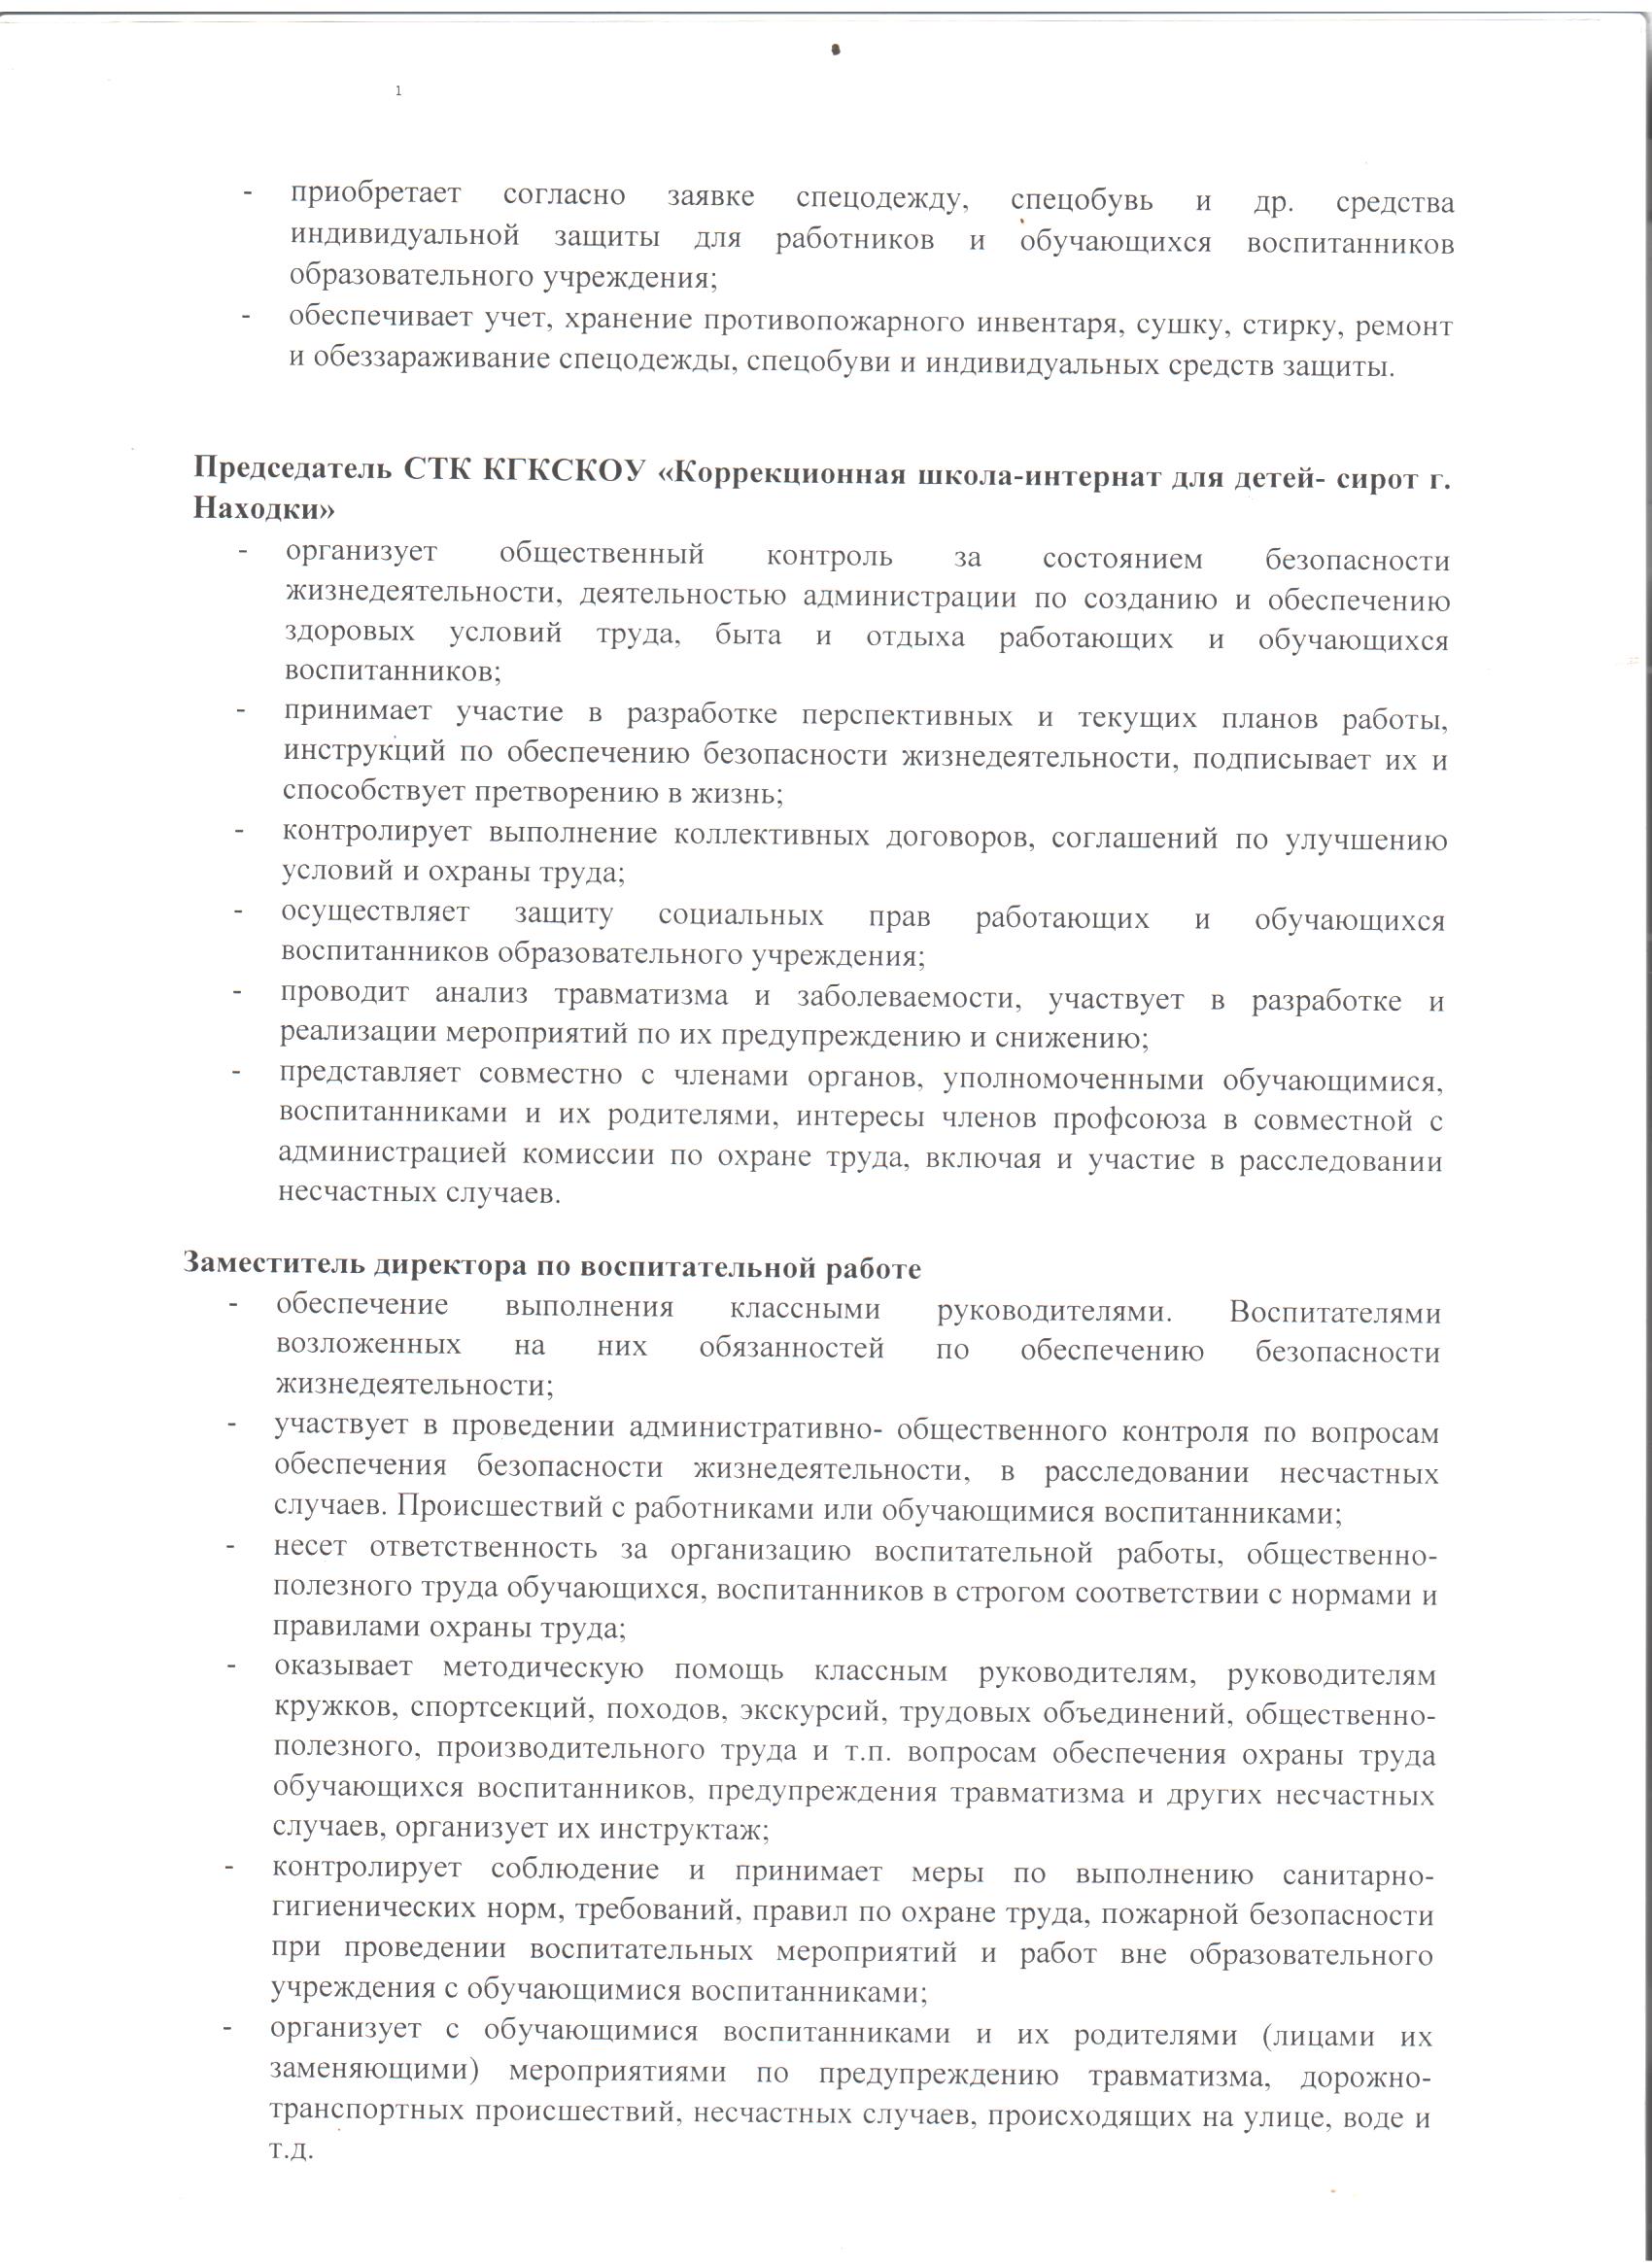 1
- приобретает согласно заявке спецодежду, спецобувь и др. средства
индивидуальной защиты для работников и обучающихся воспитанников
образовательного учреждения;
- обеспечивает учет, хранение противопожарного инвентаря, сушку, стирку, ремонт
и обеззараживание спецодежды, спецобуви и индивидуальных средств защиты.
Председатель СТК КГКСКОУ «Коррекционная школа-интернат для детей- сирот г.
Находки»
- организует общественный контроль за состоянием безопасности
жизнедеятельности, деятельностью администрации по созданию и обеспечению
здоровых условий труда, быта и отдыха работающих и обучающихся
воспитанников;
- принимает участие в разработке перспективных и текущих планов работы,
инструкций по обеспечению безопасности жизнедеятельности, подписывает их и
способствует претворению в жизнь;
- контролирует выполнение коллективных договоров, соглашений по улучшению
условий и охраны труда;
- осуществляет защиту социальных прав работающих и обучающихся
воспитанников образовательного учреждения;
- проводит анализ травматизма и заболеваемости, участвует в разработке и
реализации мероприятий по их предупреждению и снижению;
- представляет совместно с членами органов, уполномоченными обучающимися,
воспитанниками и их родителями, интересы членов профсоюза в совместной с
администрацией комиссии по охране труда, включая и участие в расследовании
несчастных случаев.
Заместитель директора по воспитательной работе
- обеспечение выполнения классными руководителями. Воспитателями
возложенных на них обязанностей по обеспечению безопасности
жизнедеятельности;
- участвует в проведении административно- общественного контроля по вопросам
обеспечения безопасности жизнедеятельности, в расследовании несчастных
случаев. Происшествий с работниками или обучающимися воспитанниками;
- несет ответственность за организацию воспитательной работы, общественно-
полезного труда обучающихся, воспитанников в строгом соответствии с нормами и
правилами охраны труда;
- оказывает методическую помощь классным руководителям, руководителям
кружков, спортсекций, походов, экскурсий, трудовых объединений, общественно-
полезного, производительного труда и т.п. вопросам обеспечения охраны труда
обучающихся воспитанников, предупреждения травматизма и других несчастных
случаев, организует их инструктаж;
- контролирует соблюдение и принимает меры по выполнению санитарно-
гигиенических норм, требований, правил по охране труда, пожарной безопасности
при проведении воспитательных мероприятий и работ вне образовательного
учреждения с обучающимися воспитанниками;
- организует с обучающимися воспитанниками и их родителями (лицами их
заменяющими) мероприятиями по предупреждению травматизма, дорожно-
транспортных происшествий, несчастных случаев, происходящих на улице, воде и
т.д.